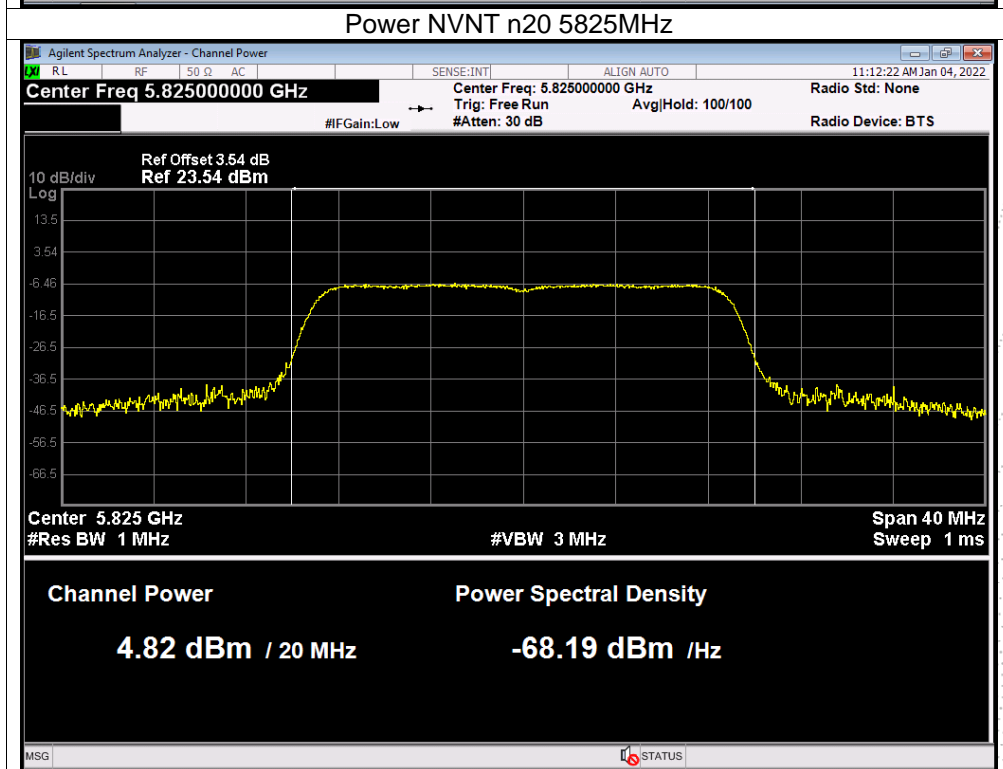 Power NVNT n20 5825MHz
Agilent Spectrum Analyzer - Channel Power
LXI RL RF 50 Ω AC SENSE:INT ALIGN AUTO 11:12:22 AM Jan 04, 2022
Center Freq 5.825000000 GHz Center Freq: 5.825000000 GHz Radio Std: None
Trig: Free Run Avg|Hold: 100/100
#IFGain:Low #Atten: 30 dB Radio Device: BTS
Ref Offset 3.54 dB
10 dB/div Ref 23.54 dBm
Log
13.5
3.54
-6.46
-16.5
-26.5
-36.5
-46.5
-56.5
-66.5
Center 5.825 GHz Span 40 MHz
#Res BW 1 MHz #VBW 3 MHz Sweep 1 ms
Channel Power Power Spectral Density
4.82 dBm / 20 MHz -68.19 dBm /Hz
MSG STATUS